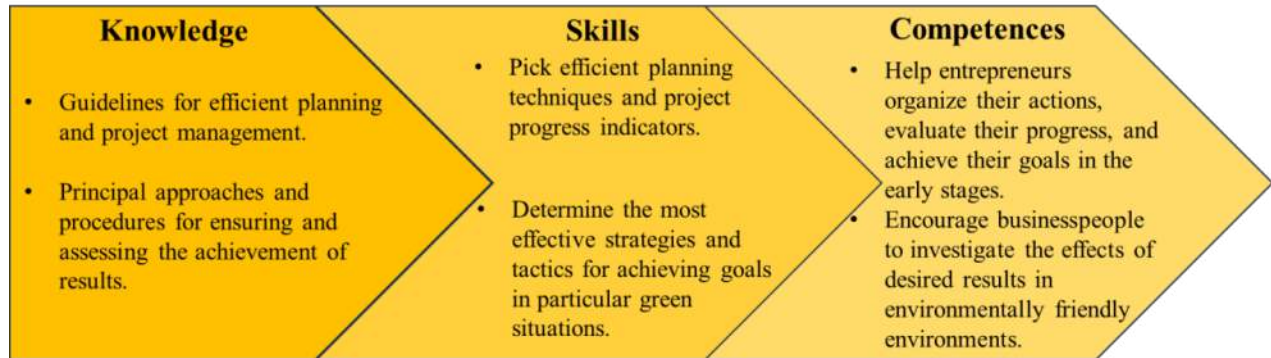 Knowledge
• Guidelines for efficient planning
and project management.
• Principal approaches and
procedures for ensuring and
assessing the achievement of
results.
Skills
• Pick efficient planning
techniques and project
progress indicators.
• Determine the most
effective strategies and
tactics for achieving goals
in particular green
situations.
Competences
• Help entrepreneurs
organize their actions,
evaluate their progress, and
achieve their goals in the
early stages.
• Encourage businesspeople
to investigate the effects of
desired results in
environmentally friendly
environments.